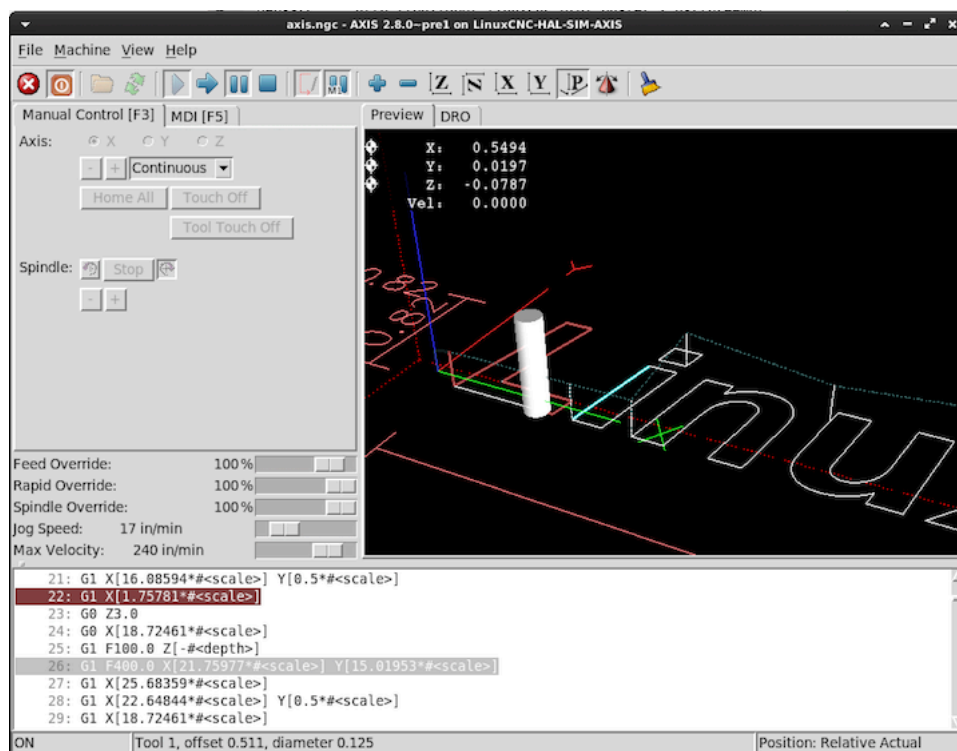 axis.ngc - AXIS 2.8.0~pre1 on LinuxCNC-HAL-SIM-AXIS
File Machine View Help
Z N X Y P
Manual Control [F3] MDI [F5]
Preview DRO
Axis: X Y Z
- + Continuous
Home All Touch Off
Tool Touch Off
Spindle: Stop
- +
X: 0.5494
Y: 0.0197
Z: -0.0787
Vel: 0.0000
Feed Override: 100%
Rapid Override: 100%
Spindle Override: 100%
Jog Speed: 17 in/min
Max Velocity: 240 in/min
21: G1 X[16.08594*#<scale>] Y[0.5*#<scale>]
22: G1 X[1.75781*#<scale>]
23: G0 Z3.0
24: G0 X[18.72461*#<scale>]
25: G1 F100.0 Z[-#<depth>]
26: G1 F400.0 X[21.75977*#<scale>] Y[15.01953*#<scale>]
27: G1 X[25.68359*#<scale>]
28: G1 X[22.64844*#<scale>] Y[0.5*#<scale>]
29: G1 X[18.72461*#<scale>]
ON Tool 1, offset 0.511, diameter 0.125 Position: Relative Actual